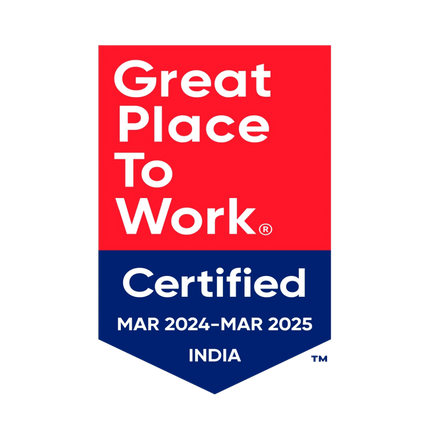 Great
Place
To
Work®
Certified
MAR 2024–MAR 2025
INDIA
™